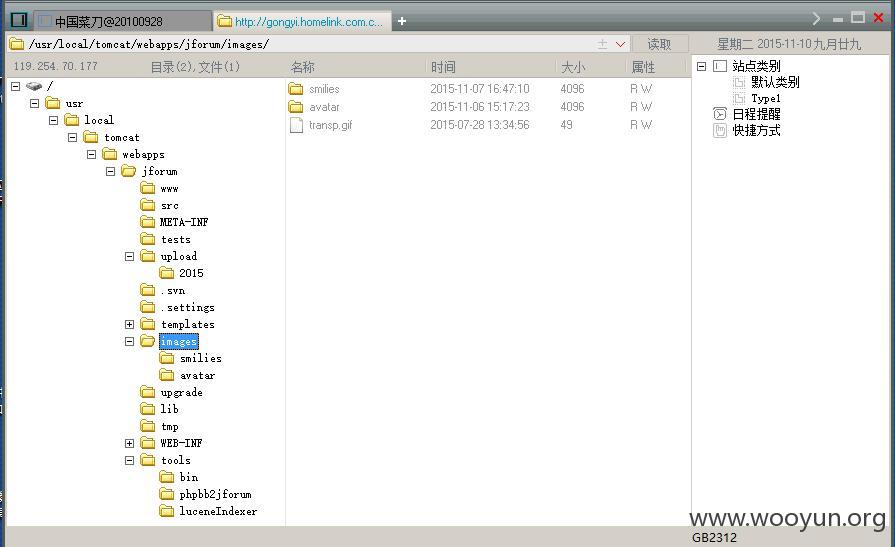 中国菜刀@20100928
http://gongyi.homelink.com.c...
/usr/local/tomcat/webapps/jforum/images/
读取
星期二 2015-11-10 九月廿九
119.254.70.177
目录(2),文件(1)
名称 时间 大小 属性
/
usr
local
tomcat
webapps
jforum
www
src
META-INF
tests
upload
2015
.svn
.settings
templates
images
smilies
avatar
upgrade
lib
tmp
WEB-INF
tools
bin
phpbb2jforum
luceneIndexer
smilies 2015-11-07 16:47:10 4096 R W
avatar 2015-11-06 15:17:23 4096 R W
transp.gif 2015-07-28 13:34:56 49 R W
站点类别
默认类别
Type1
日程提醒
快捷方式
www.wooyun.org
GB2312